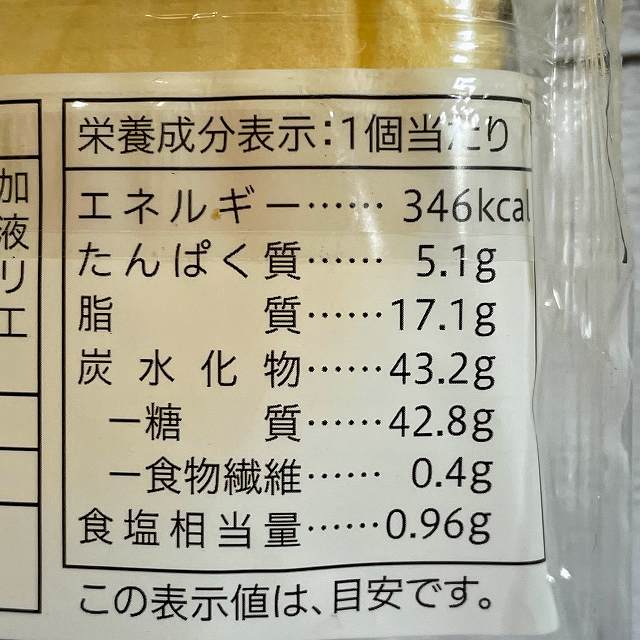 栄養成分表示:1個当たり
エネルギー…… 346kcal
たんぱく質…… 5.1g
脂質……17.1g
炭水化物……43.2g
ー糖質……42.8g
ー食物繊維…… 0.4g
食塩相当量……0.96g
この表示値は、目安です。
加
液
リ
エ